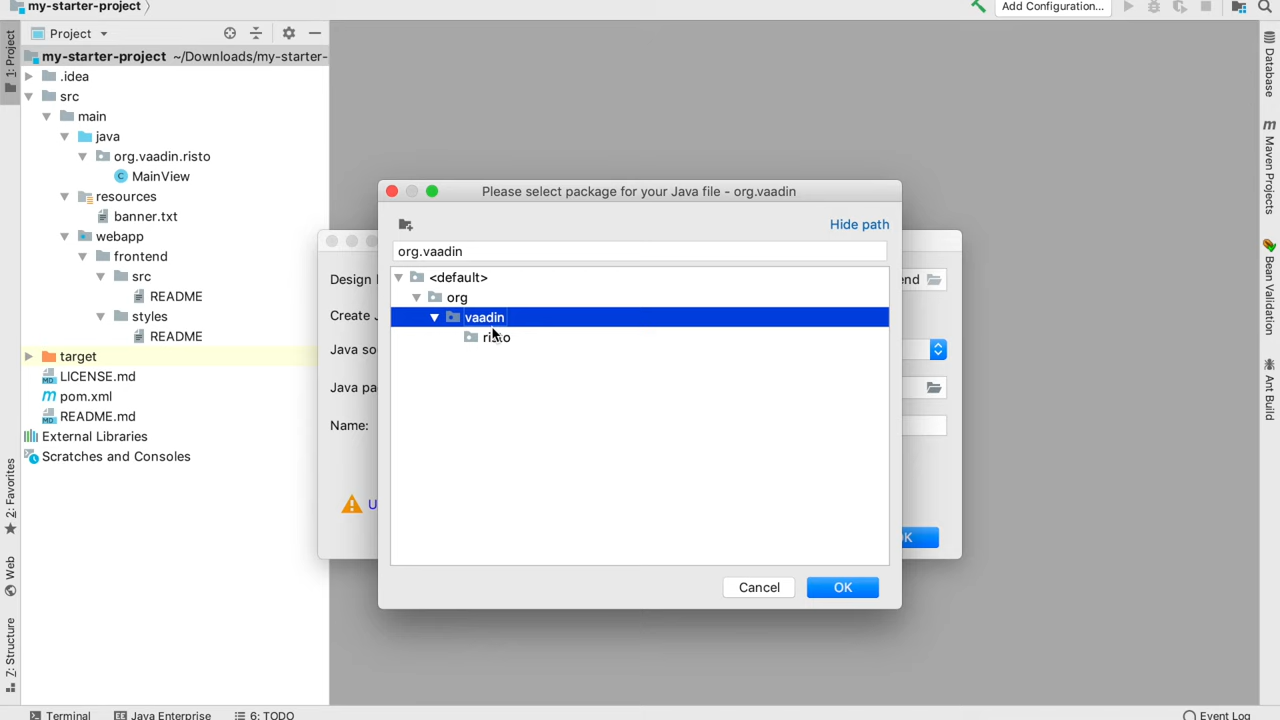 my-starter-project
Add Configuration...
1: Project
Project
my-starter-project ~/Downloads/my-starter-
.idea
src
main
java
org.vaadin.risto
MainView
resources
banner.txt
webapp
frontend
src
README
styles
README
target
LICENSE.md
pom.xml
README.md
External Libraries
Scratches and Consoles
2: Favorites
Web
Z: Structure
Design
Create
Java so
Java pa
Name:
U
nd
OK
Please select package for your Java file - org.vaadin
Hide path
org.vaadin
<default>
org
vaadin
risto
Cancel
OK
Database
Maven Projects
Bean Validation
Ant Build
Terminal
Java Enterprise
6: TODO
Event Log